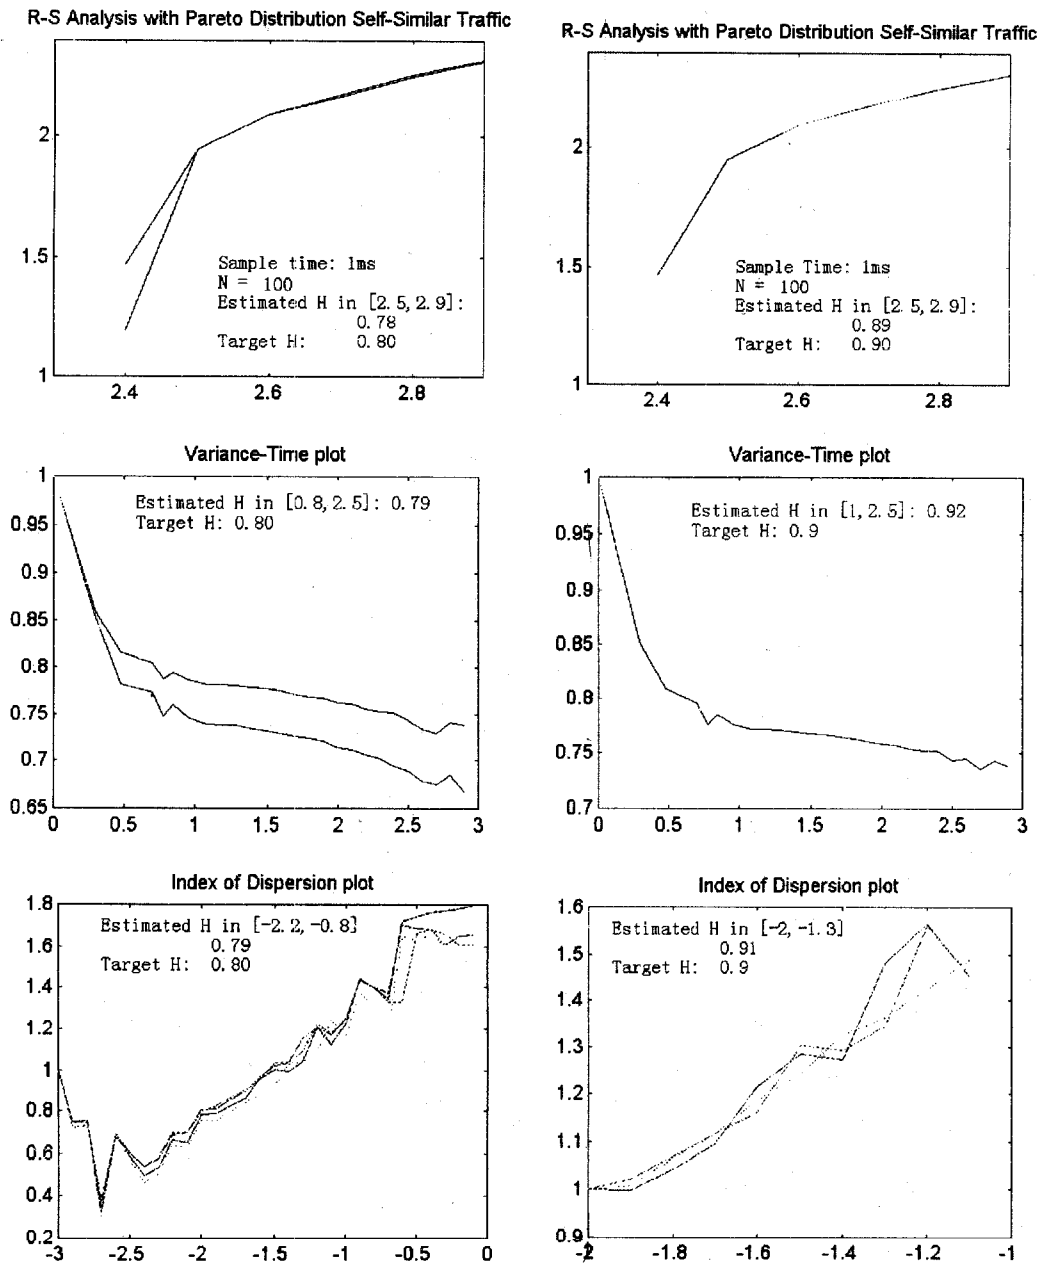 R-S Analysis with Pareto Distribution Self-Similar Traffic
2
1.5
1
Sample time: 1ms
N = 100
Estimated H in [2.5, 2.9]:
0.78
Target H: 0.80
2.4 2.6 2.8
R-S Analysis with Pareto Distribution Self-Similar Traffic
2
1.5
1
Sample Time: 1ms
N = 100
Estimated H in [2.5, 2.9]:
0.89
Target H: 0.90
2.4 2.6 2.8
Variance-Time plot
1
0.95
0.9
0.85
0.8
0.75
0.7
0.65
Estimated H in [0.8, 2.5]: 0.79
Target H: 0.80
0 0.5 1 1.5 2 2.5 3
Variance-Time plot
1
0.95
0.9
0.85
0.8
0.75
0.7
Estimated H in [1, 2.5]: 0.92
Target H: 0.9
0 0.5 1 1.5 2 2.5 3
Index of Dispersion plot
1.8
1.6
1.4
1.2
1
0.8
0.6
0.4
0.2
Estimated H in [-2.2, -0.8]
0.79
Target H: 0.80
-3 -2.5 -2 -1.5 -1 -0.5 0
Index of Dispersion plot
1.6
1.5
1.4
1.3
1.2
1.1
1
0.9
Estimated H in [-2, -1.3]
0.91
Target H: 0.9
-2 -1.8 -1.6 -1.4 -1.2 -1